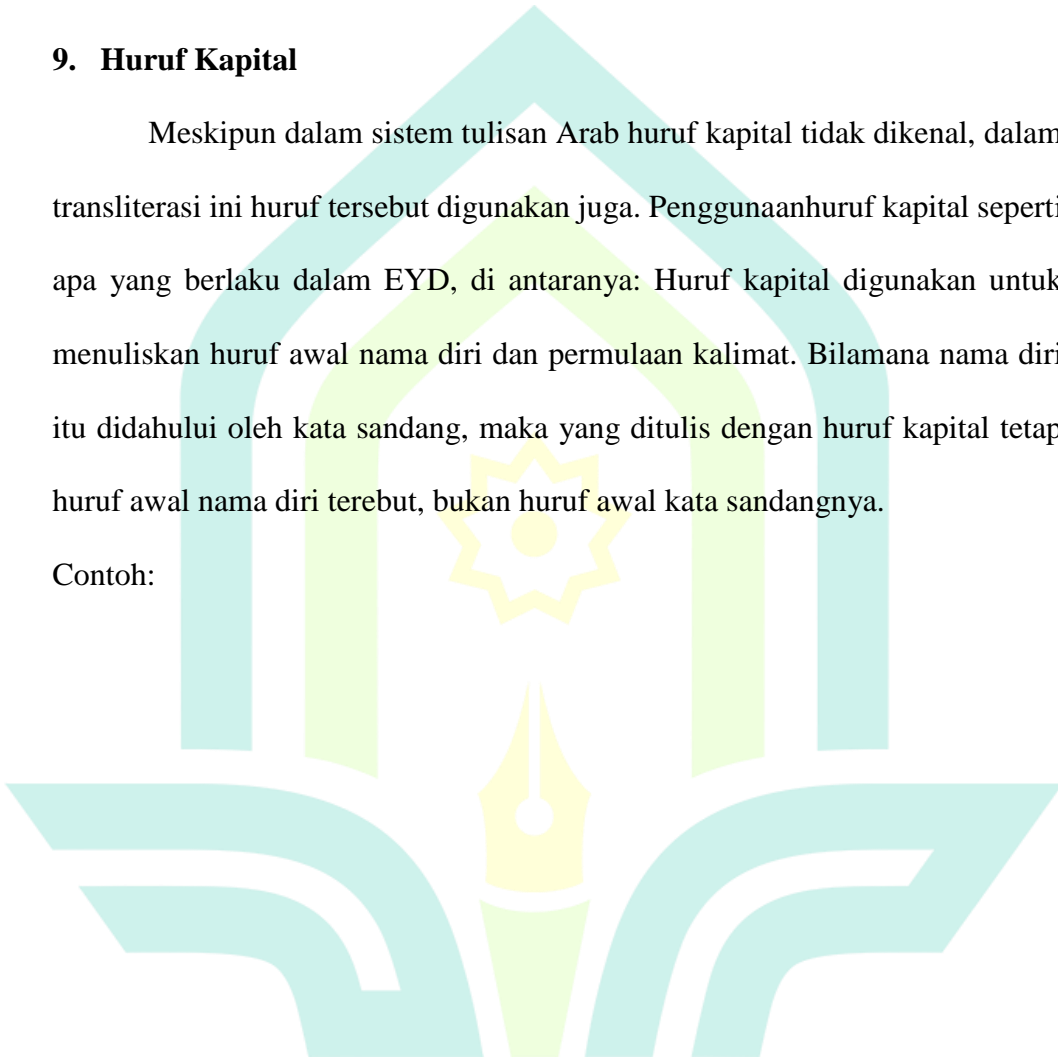 9. Huruf Kapital
Meskipun dalam sistem tulisan Arab huruf kapital tidak dikenal, dalam
transliterasi ini huruf tersebut digunakan juga. Penggunaanhuruf kapital seperti
apa yang berlaku dalam EYD, di antaranya: Huruf kapital digunakan untuk
menuliskan huruf awal nama diri dan permulaan kalimat. Bilamana nama diri
itu didahului oleh kata sandang, maka yang ditulis dengan huruf kapital tetap
huruf awal nama diri terebut, bukan huruf awal kata sandangnya.
Contoh: